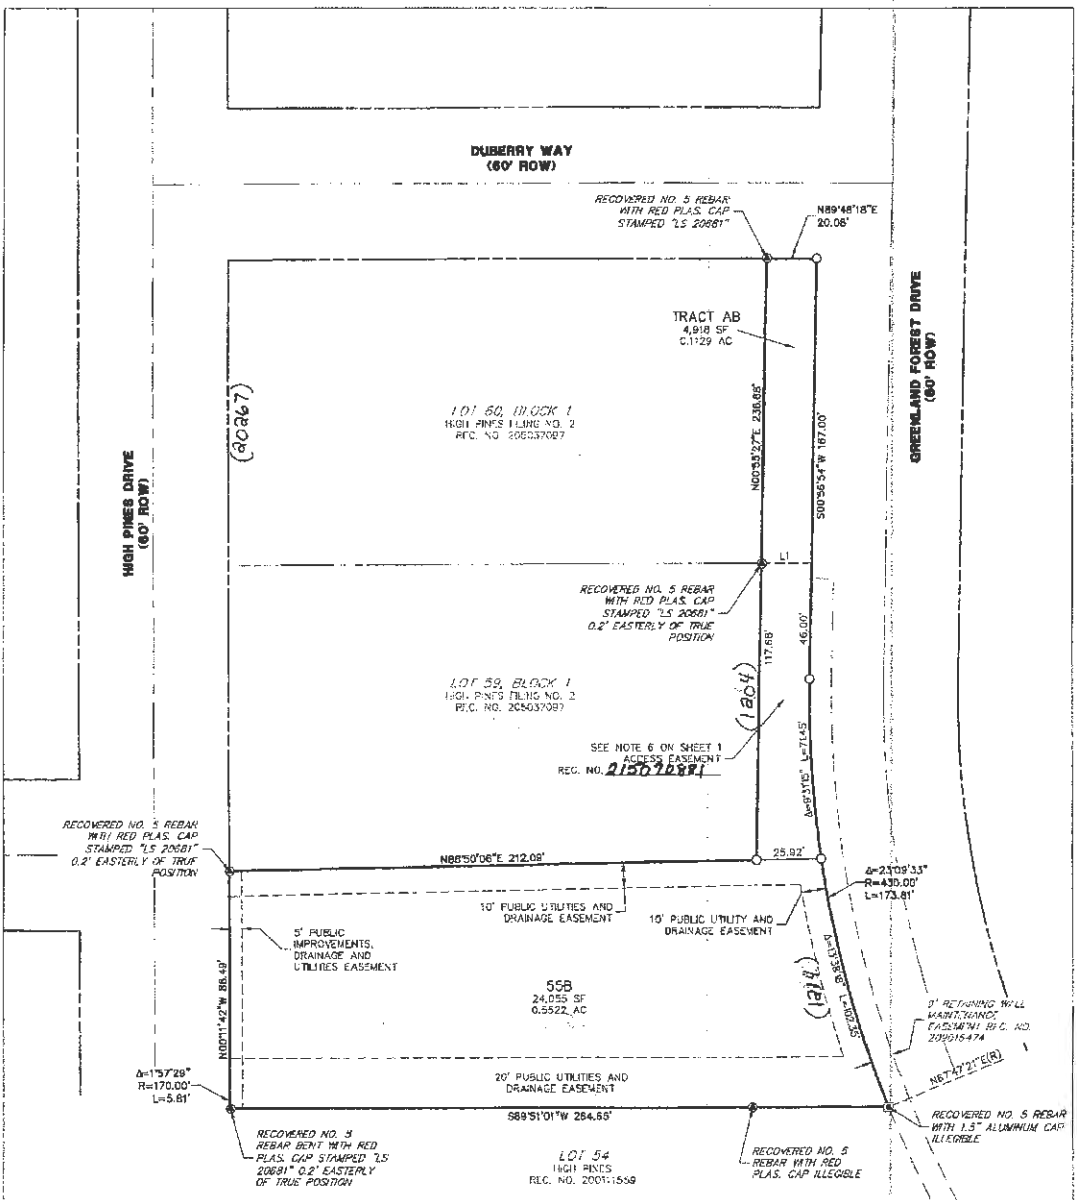 DUBERRY WAY
(60' ROW)
RECOVERED NO. 5 REBAR
WITH RED PLAS. CAP
STAMPED "LS 20681"
N89°48'18"E
20.08'
TRACT AB
4,918 SF
0.1129 AC
GREENLAND FOREST DRIVE
(60' ROW)
HIGH PINES DRIVE
(60' ROW)
(20267)
LOT 60, BLOCK 1
HIGH PINES FILING NO. 2
REC. NO. 205037097
N00°55'27"E 236.68'
S00°56'54"W 167.00'
L1
RECOVERED NO. 5 REBAR
WITH RED PLAS. CAP
STAMPED "LS 20681"
0.2' EASTERLY OF TRUE
POSITION
117.68'
46.00'
(1204)
LOT 59, BLOCK 1
HIGH PINES FILING NO. 2
REC. NO. 205037097
SEE NOTE 6 ON SHEET 1
ACCESS EASEMENT
REC. NO. 215070881
Δ=9°31'15" L=71.45'
RECOVERED NO. 5 REBAR
WITH RED PLAS. CAP
STAMPED "LS 20681"
0.2' EASTERLY OF TRUE
POSITION
N88°50'06"E 212.09'
25.92'
Δ=23°09'33"
R=430.00'
L=173.81'
10' PUBLIC UTILITIES AND
DRAINAGE EASEMENT
10' PUBLIC UTILITY AND
DRAINAGE EASEMENT
5' PUBLIC
IMPROVEMENTS,
DRAINAGE AND
UTILITIES EASEMENT
N00°11'42"W 86.49'
55B
24,055 SF
0.5522 AC
(1214)
Δ=13°38'18" L=102.35'
9' RETAINING WALL
MAINTENANCE
EASEMENT REC. NO.
209016474
N67°47'21"E(R)
Δ=1°57'29"
R=170.00'
L=5.81'
20' PUBLIC UTILITIES AND
DRAINAGE EASEMENT
S89°51'01"W 264.65'
RECOVERED NO. 5
REBAR BENT WITH RED
PLAS. CAP STAMPED "LS
20681" 0.2' EASTERLY
OF TRUE POSITION
LOT 54
HIGH PINES
REC. NO.
RECOVERED NO. 5
REBAR WITH RED
PLAS. CAP ILLEGIBLE
RECOVERED NO. 5 REBAR
WITH 1.5" ALUMINUM CAP
ILLEGIBLE